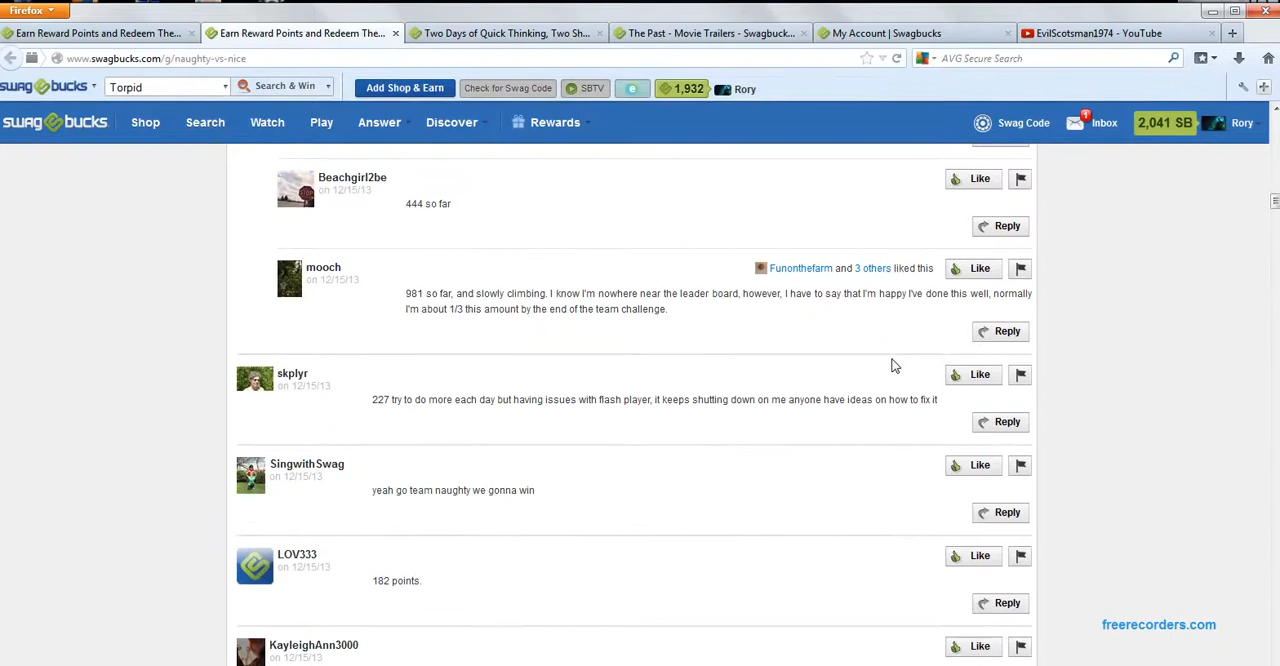 Firefox
Earn Reward Points and Redeem The...
Earn Reward Points and Redeem The...
Two Days of Quick Thinking, Two Sh...
The Past - Movie Trailers - Swagbuck...
My Account | Swagbucks
EvilScotsman1974 - YouTube
www.swagbucks.com/g/naughty-vs-nice
AVG Secure Search
swagbucks
Torpid
Search & Win
Add Shop & Earn
Check for Swag Code
SBTV
1,932
Rory
swagbucks
Shop
Search
Watch
Play
Answer
Discover
Rewards
Swag Code
1
Inbox
2,041 SB
Rory
Beachgirl2be
on 12/15/13
Like
444 so far
Reply
mooch
on 12/15/13
Funonthefarm and 3 others liked this
Like
981 so far, and slowly climbing. I know I'm nowhere near the leader board, however, I have to say that I'm happy I've done this well, normally
I'm about 1/3 this amount by the end of the team challenge.
Reply
skplyr
on 12/15/13
Like
227 try to do more each day but having issues with flash player, it keeps shutting down on me anyone have ideas on how to fix it
Reply
SingwithSwag
on 12/15/13
Like
yeah go team naughty we gonna win
Reply
LOV333
on 12/15/13
Like
182 points.
Reply
freerecorders.com
KayleighAnn3000
on 12/15/13
Like